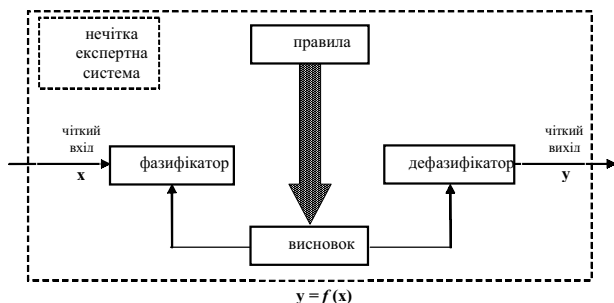 нечітка
експертна
система
правила
чіткий
вхід
x
фазифікатор
дефазифікатор
чіткий
вихід
y
висновок
y = f (x)